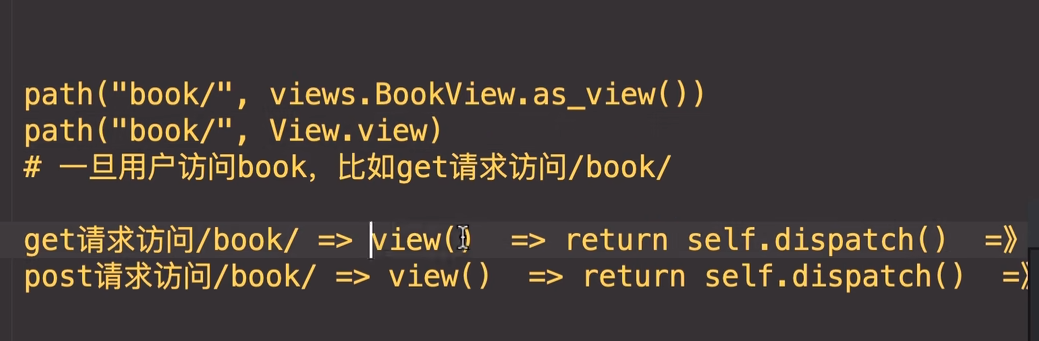 path("book/", views.BookView.as_view())
path("book/", View.view)
# 一旦用户访问book，比如get请求访问/book/
get请求访问/book/ => view() => return self.dispatch() =》
post请求访问/book/ => view() => return self.dispatch() =》